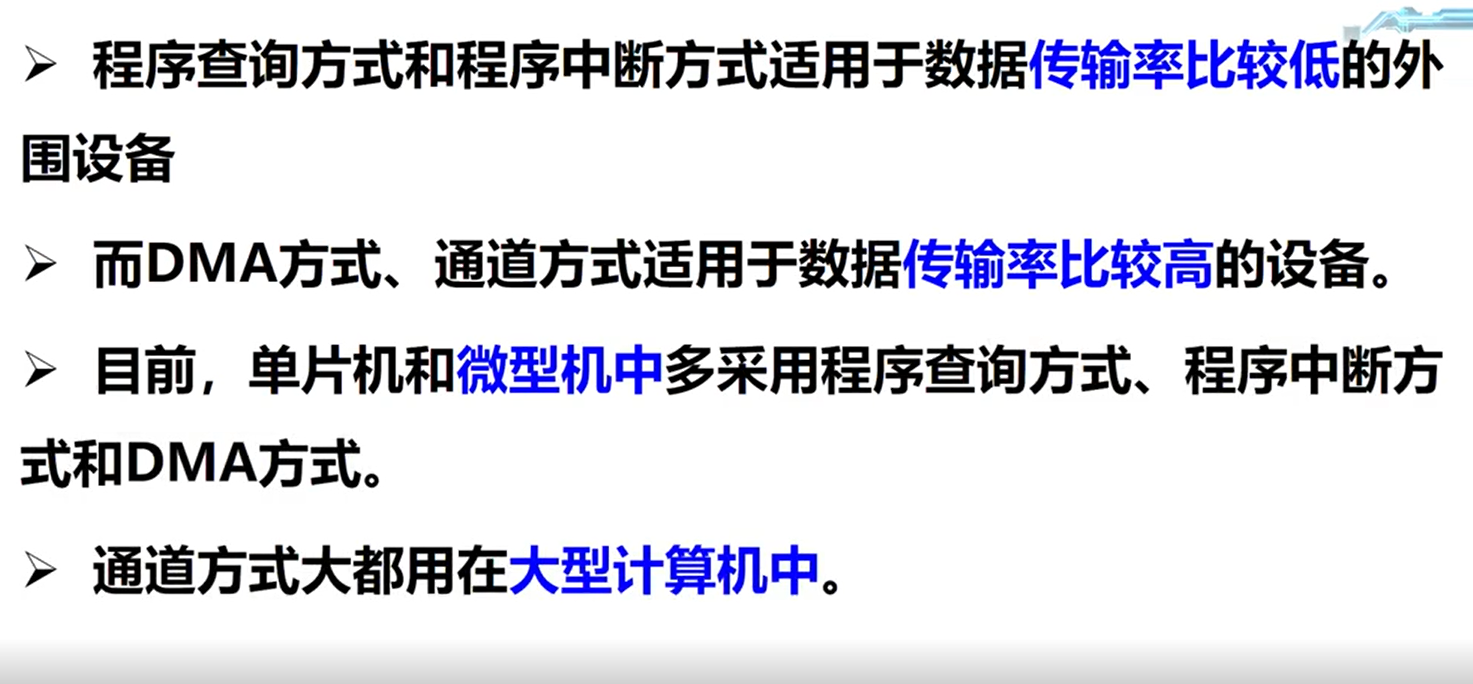 ➢ 程序查询方式和程序中断方式适用于数据传输率比较低的外
围设备
➢ 而DMA方式、通道方式适用于数据传输率比较高的设备。
➢ 目前，单片机和微型机中多采用程序查询方式、程序中断方
式和DMA方式。
➢ 通道方式大都用在大型计算机中。